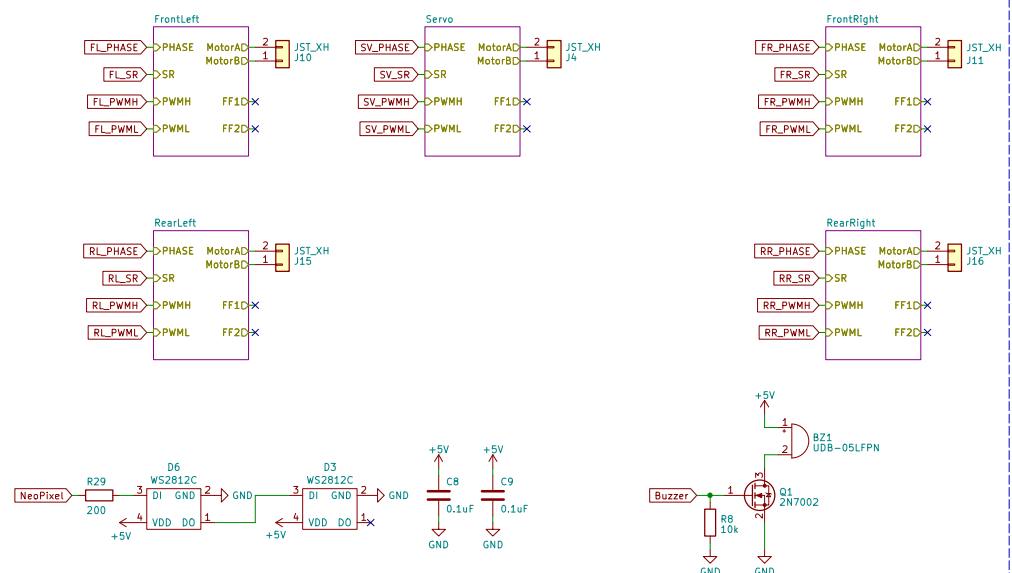 FrontLeft
FL_PHASE PHASE MotorA 2 JST_XH
MotorB 1 J10
FL_SR SR
FL_PWMH PWMH FF1
FL_PWML PWML FF2
Servo
SV_PHASE PHASE MotorA 2 JST_XH
MotorB 1 J4
SV_SR SR
SV_PWMH PWMH FF1
SV_PWML PWML FF2
FrontRight
FR_PHASE PHASE MotorA 2 JST_XH
MotorB 1 J11
FR_SR SR
FR_PWMH PWMH FF1
FR_PWML PWML FF2
RearLeft
RL_PHASE PHASE MotorA 2 JST_XH
MotorB 1 J15
RL_SR SR
RL_PWMH PWMH FF1
RL_PWML PWML FF2
RearRight
RR_PHASE PHASE MotorA 2 JST_XH
MotorB 1 J16
RR_SR SR
RR_PWMH PWMH FF1
RR_PWML PWML FF2
NeoPixel
R29
200
D6
WS2812C
3 DI GND 2 GND
4 VDD DO 1
+5V
D3
WS2812C
3 DI GND 2 GND
4 VDD DO 1
+5V
+5V
C8
0.1uF
GND
+5V
C9
0.1uF
GND
+5V
1
+
2
BZ1
UDB-05LFPN
Buzzer
1
3
2
Q1
2N7002
R8
10k
GND
GND